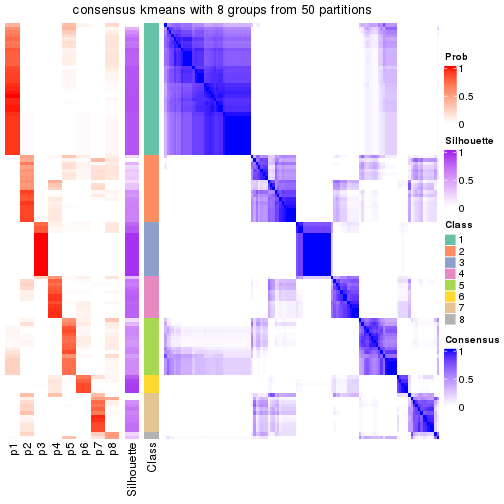 consensus kmeans with 8 groups from 50 partitions
Prob
1
0.5
0
Silhouette
1
0.5
0
Class
1
2
3
4
5
6
7
8
Consensus
1
0.5
0
p1
p2
p3
p4
p5
p6
p7
p8
Silhouette
Class